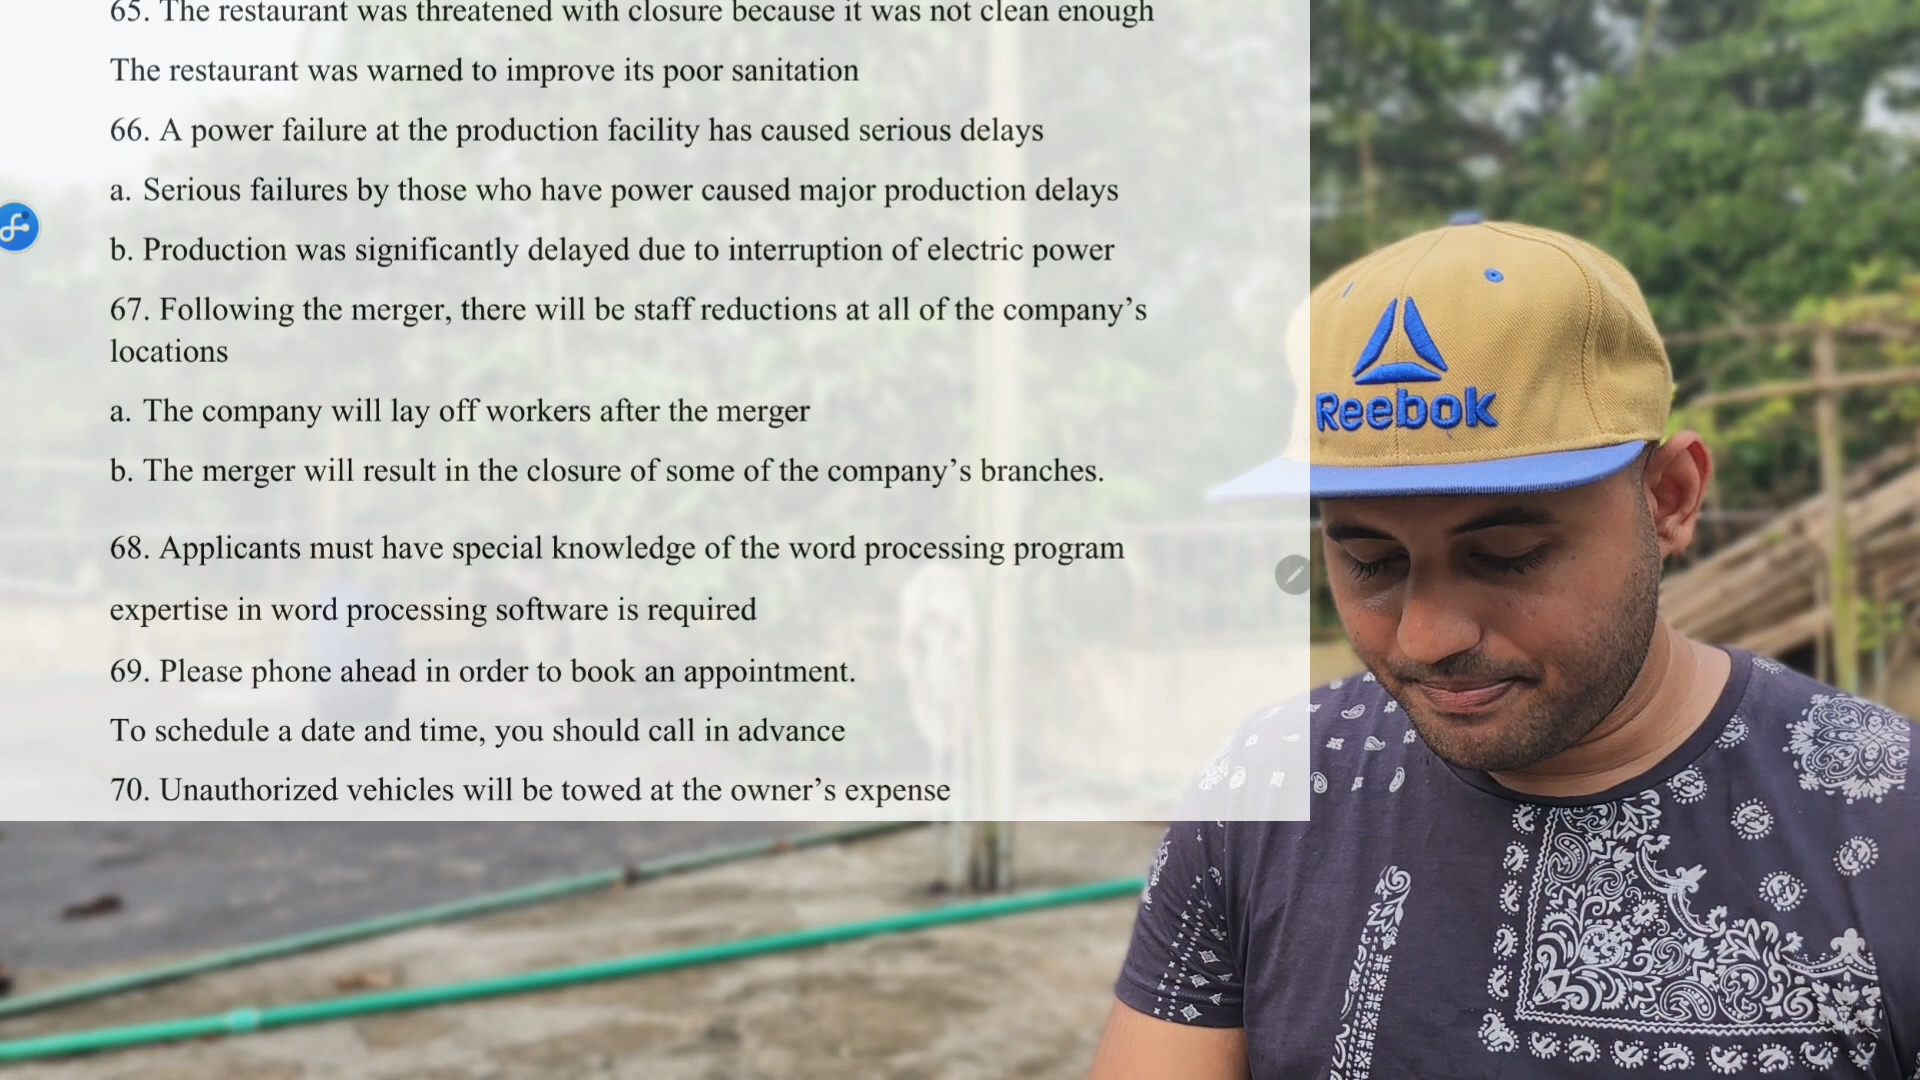 65. The restaurant was threatened with closure because it was not clean enough
The restaurant was warned to improve its poor sanitation
66. A power failure at the production facility has caused serious delays
a. Serious failures by those who have power caused major production delays
b. Production was significantly delayed due to interruption of electric power
67. Following the merger, there will be staff reductions at all of the company’s
locations
a. The company will lay off workers after the merger
b. The merger will result in the closure of some of the company’s branches.
68. Applicants must have special knowledge of the word processing program
expertise in word processing software is required
69. Please phone ahead in order to book an appointment.
To schedule a date and time, you should call in advance
70. Unauthorized vehicles will be towed at the owner’s expense
Reebok